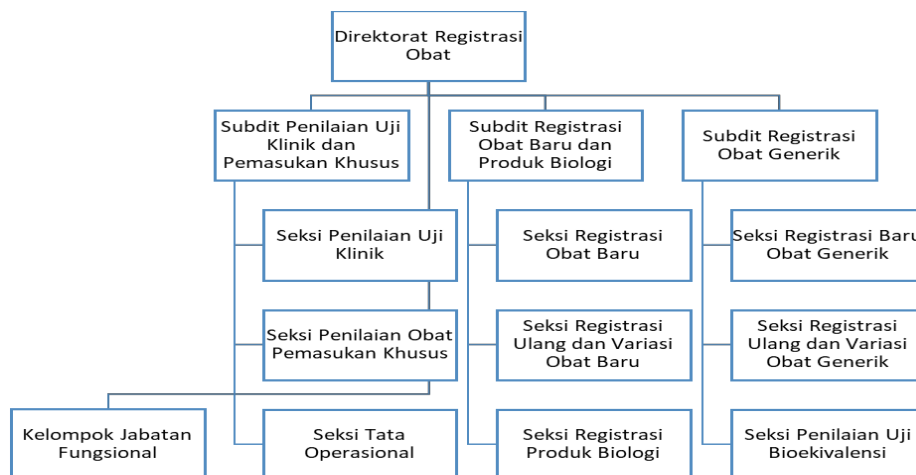 Direktorat Registrasi
Obat
Subdit Penilaian Uji
Klinik dan
Pemasukan Khusus
Subdit Registrasi
Obat Baru dan
Produk Biologi
Subdit Registrasi
Obat Generik
Seksi Penilaian Uji
Klinik
Seksi Registrasi
Obat Baru
Seksi Registrasi Baru
Obat Generik
Seksi Penilaian Obat
Pemasukan Khusus
Seksi Registrasi
Ulang dan Variasi
Obat Baru
Seksi Registrasi
Ulang dan Variasi
Obat Generik
Kelompok Jabatan
Fungsional
Seksi Tata
Operasional
Seksi Registrasi
Produk Biologi
Seksi Penilaian Uji
Bioekivalensi